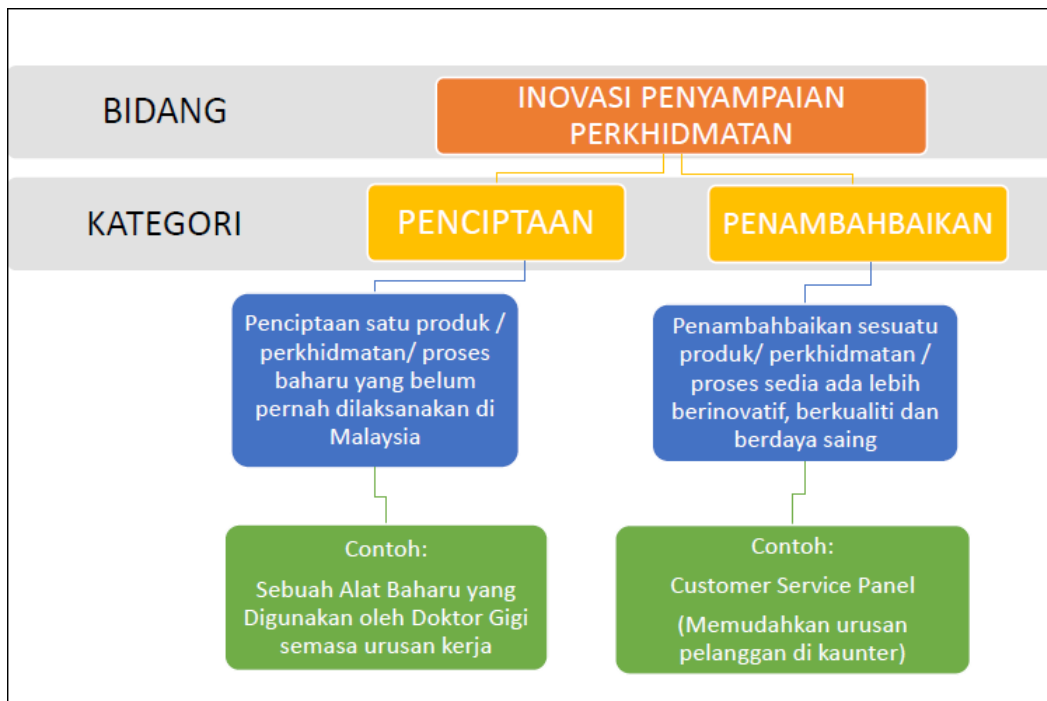 BIDANG
INOVASI PENYAMPAIAN
PERKHIDMATAN
KATEGORI
PENCIPTAAN
PENAMBAHBAIKAN
Penciptaan satu produk /
perkhidmatan/ proses
baharu yang belum
pernah dilaksanakan di
Malaysia
Penambahbaikan sesuatu
produk/ perkhidmatan /
proses sedia ada lebih
berinovatif, berkualiti dan
berdaya saing
Contoh:
Sebuah Alat Baharu yang
Digunakan oleh Doktor Gigi
semasa urusan kerja
Contoh:
Customer Service Panel
(Memudahkan urusan
pelanggan di kaunter)